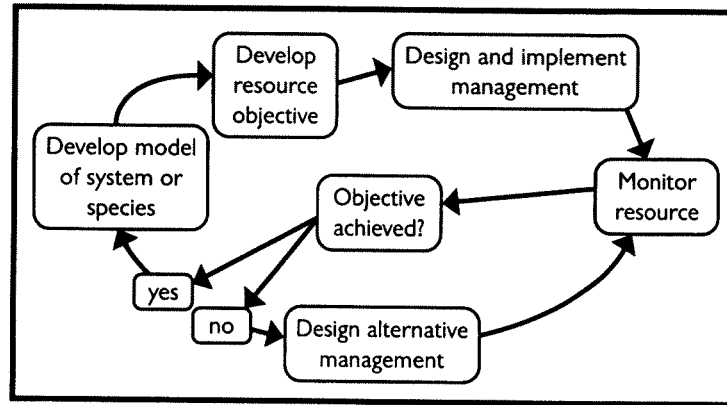 Develop
resource
objective
Design and implement
management
Develop model
of system or
species
Objective
achieved?
Monitor
resource
yes
no
Design alternative
management